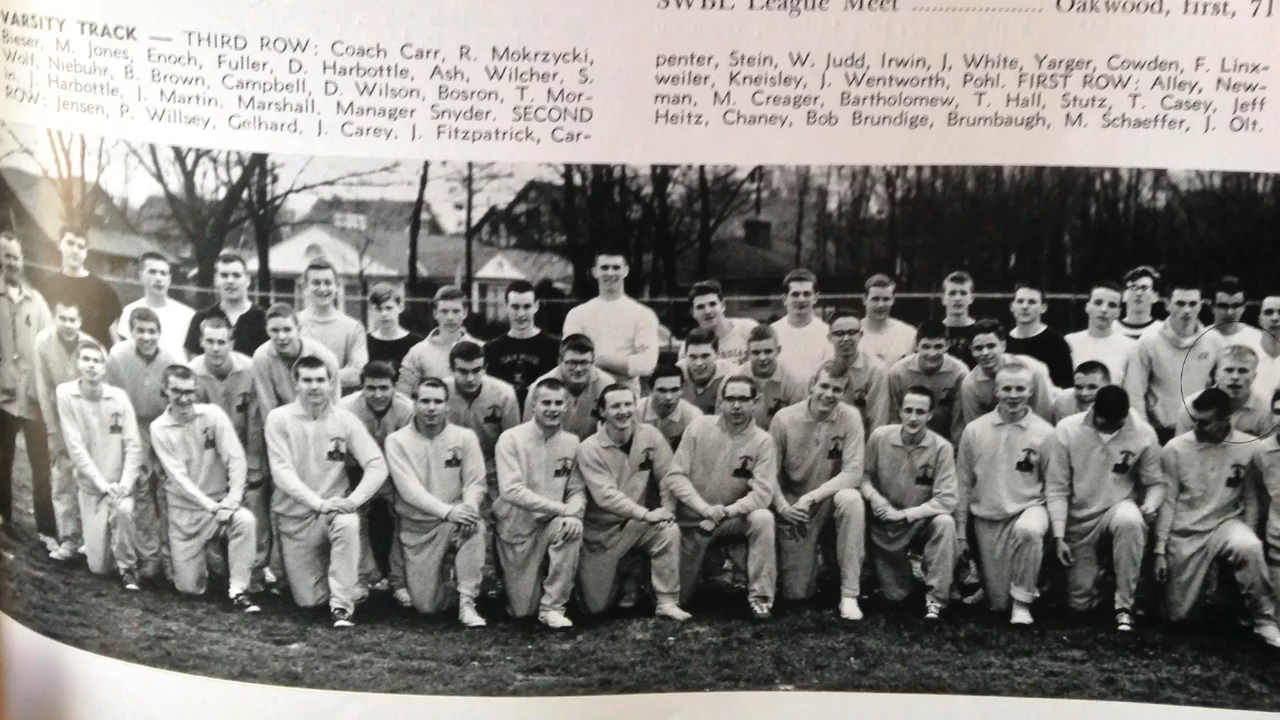 SWBL League Meet .................... Oakwood, first, 71
VARSITY TRACK — THIRD ROW: Coach Carr, R. Mokrzycki,
Bieser, M. Jones, Enoch, Fuller, D. Harbottle, Ash, Wilcher, S.
Wolf, Niebuhr, B. Brown, Campbell, D. Wilson, Bosron, T. Mor-
in, J. Harbottle, J. Martin, Marshall, Manager Snyder. SECOND
ROW: Jensen, P. Willsey, Gelhard, J. Carey, J. Fitzpatrick, Car-
penter, Stein, W. Judd, Irwin, J, White, Yarger, Cowden, F. Linx-
weiler, Kneisley, J. Wentworth, Pohl. FIRST ROW: Alley, New-
man, M. Creager, Bartholomew, T. Hall, Stutz, T. Casey, Jeff
Heitz, Chaney, Bob Brundige, Brumbaugh, M. Schaeffer, J. Olt.